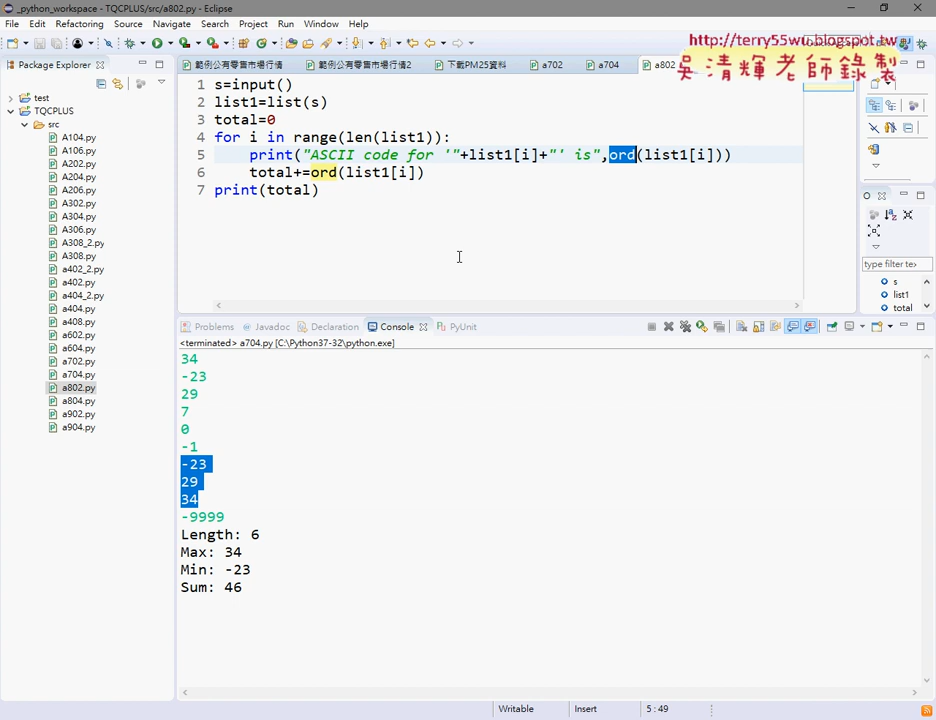 _python_workspace - TQCPLUS/src/a802.py - Eclipse
File Edit Refactoring Source Navigate Search Project Run Window Help
http://terry55wu.blogspot.tw
吳清輝老師錄製
Package Explorer
範例公有零售市場行情
範例公有零售市場行情2
下載PM25資料
a702
a704
a802
test
TQCPLUS
src
A104.py
A106.py
A202.py
A204.py
A206.py
A302.py
A304.py
A306.py
A308_2.py
A308.py
a402_2.py
a402.py
a404_2.py
a404.py
a408.py
a602.py
a604.py
a702.py
a704.py
a802.py
a804.py
a902.py
a904.py
1 s=input()
2 list1=list(s)
3 total=0
4 for i in range(len(list1)):
5 print("ASCII code for '"+list1[i]+"' is",ord(list1[i]))
6 total+=ord(list1[i])
7 print(total)
type filter te
s
list1
total
Problems Javadoc Declaration Console PyUnit
<terminated> a704.py [C:\Python37-32\python.exe]
34
-23
29
7
0
-1
-23
29
34
-9999
Length: 6
Max: 34
Min: -23
Sum: 46
Writable Insert 5:49